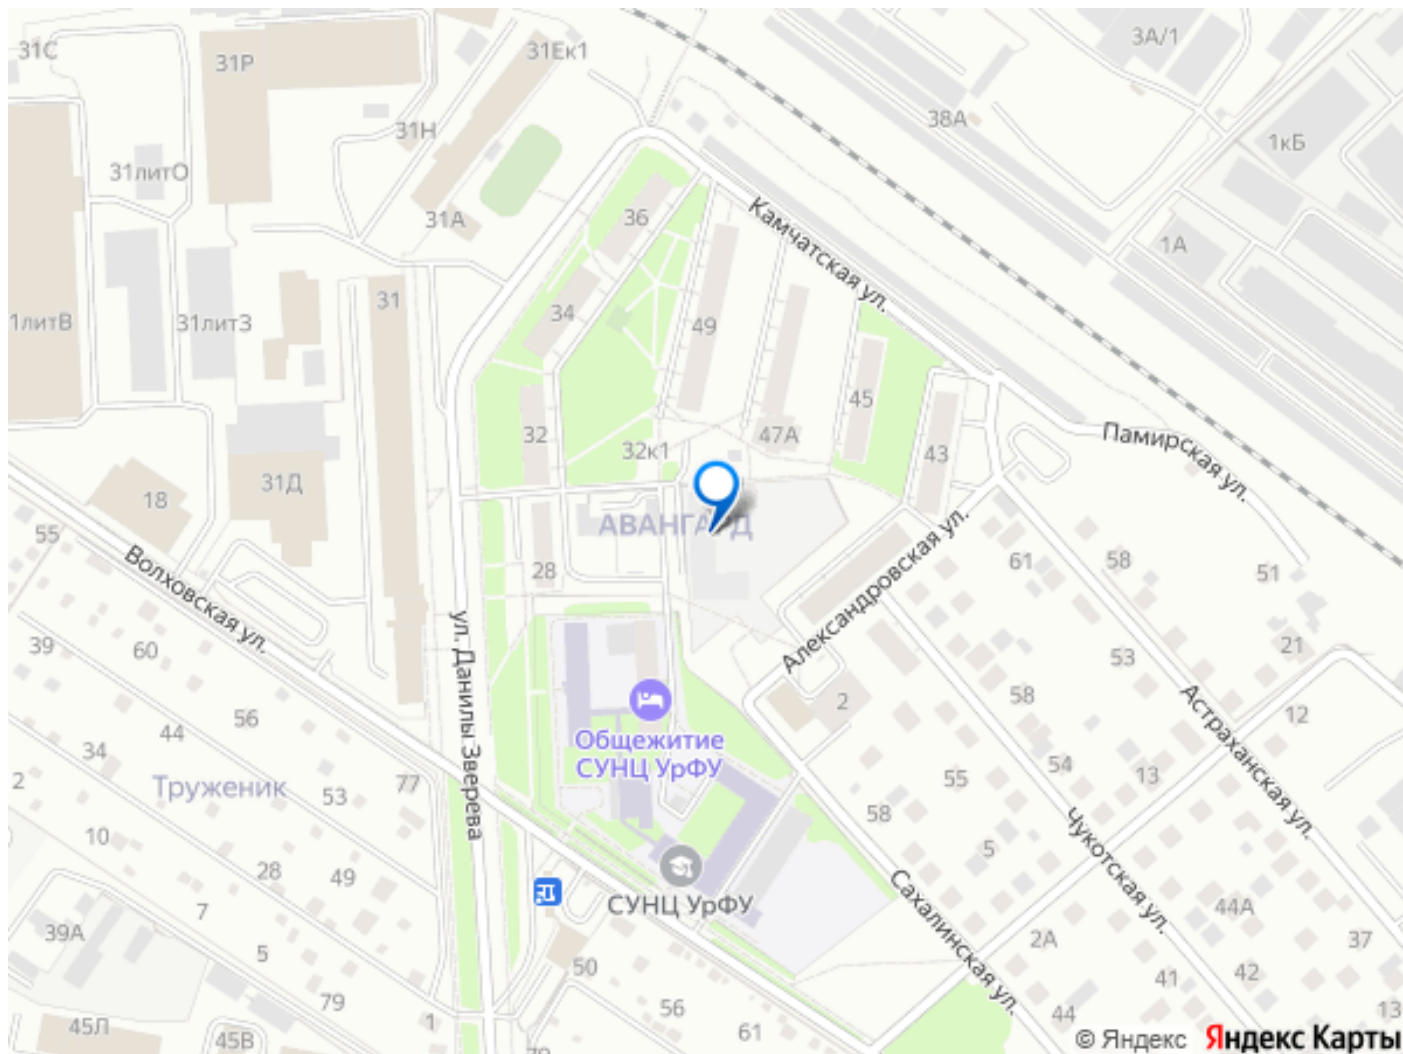 31С
31Р
31Ек1
3А/1
38А
1кБ
31Н
31литО
31А
36
Камчатская ул.
1А
34
31
49
1литВ
31литЗ
45
32
32к1
47А
43
Памирская ул.
31Д
18
АВАНГАРД
55
28
61
58
51
Волховская ул.
ул. Данилы Зверева
Александровская ул.
39
60
53
21
56
58
2
Астраханская ул.
12
44
34
Общежитие
СУНЦ УрФУ
54
13
2
Труженик
53
77
55
58
Чукотская ул.
10
5
28
49
7
СУНЦ УрФУ
Сахалинская ул.
44А
39А
5
2А
37
50
41
42
79
56
13
45Л
45В
1
61
44
79
© Яндекс Яндекс Карты